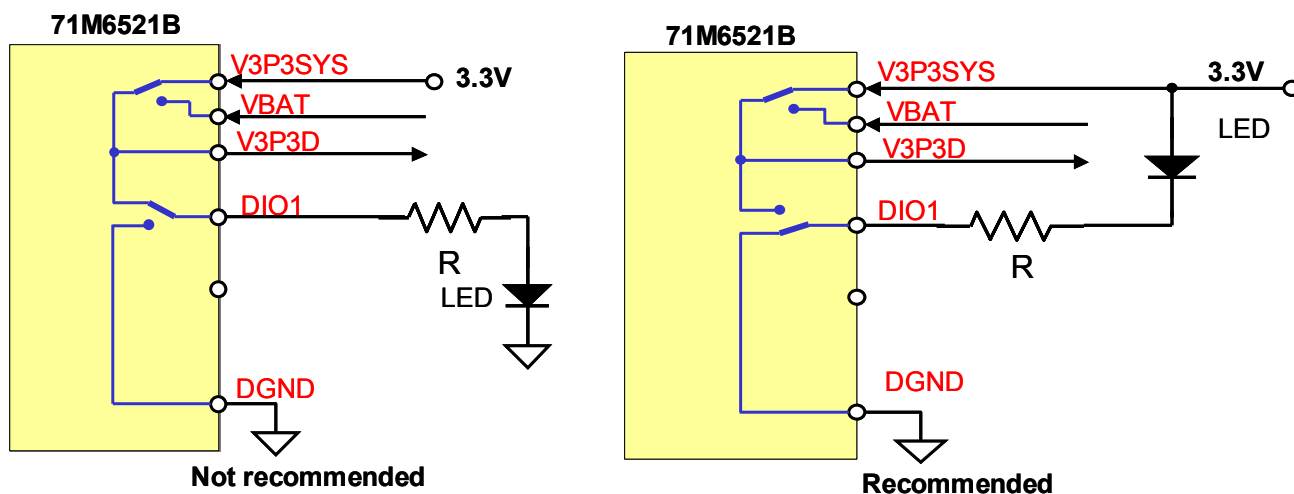 71M6521B
V3P3SYS
3.3V
VBAT
V3P3D
DIO1
R
LED
DGND
Not recommended
71M6521B
V3P3SYS
3.3V
VBAT
LED
V3P3D
DIO1
R
DGND
Recommended